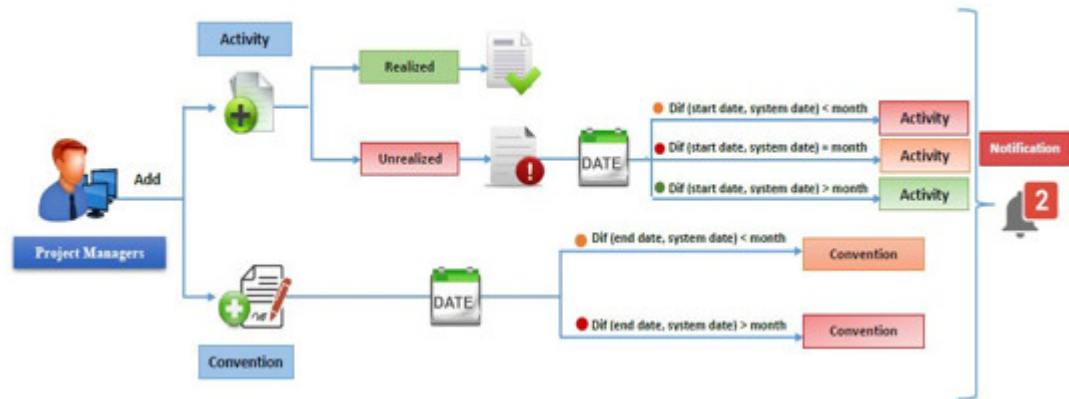 Activity
Realized
Unrealized
Add
Project Managers
DATE
Dif (start date, system date) < month
Activity
Dif (start date, system date) = month
Activity
Dif (start date, system date) > month
Activity
Notification
2
Convention
DATE
Dif (end date, system date) < month
Convention
Dif (end date, system date) > month
Convention